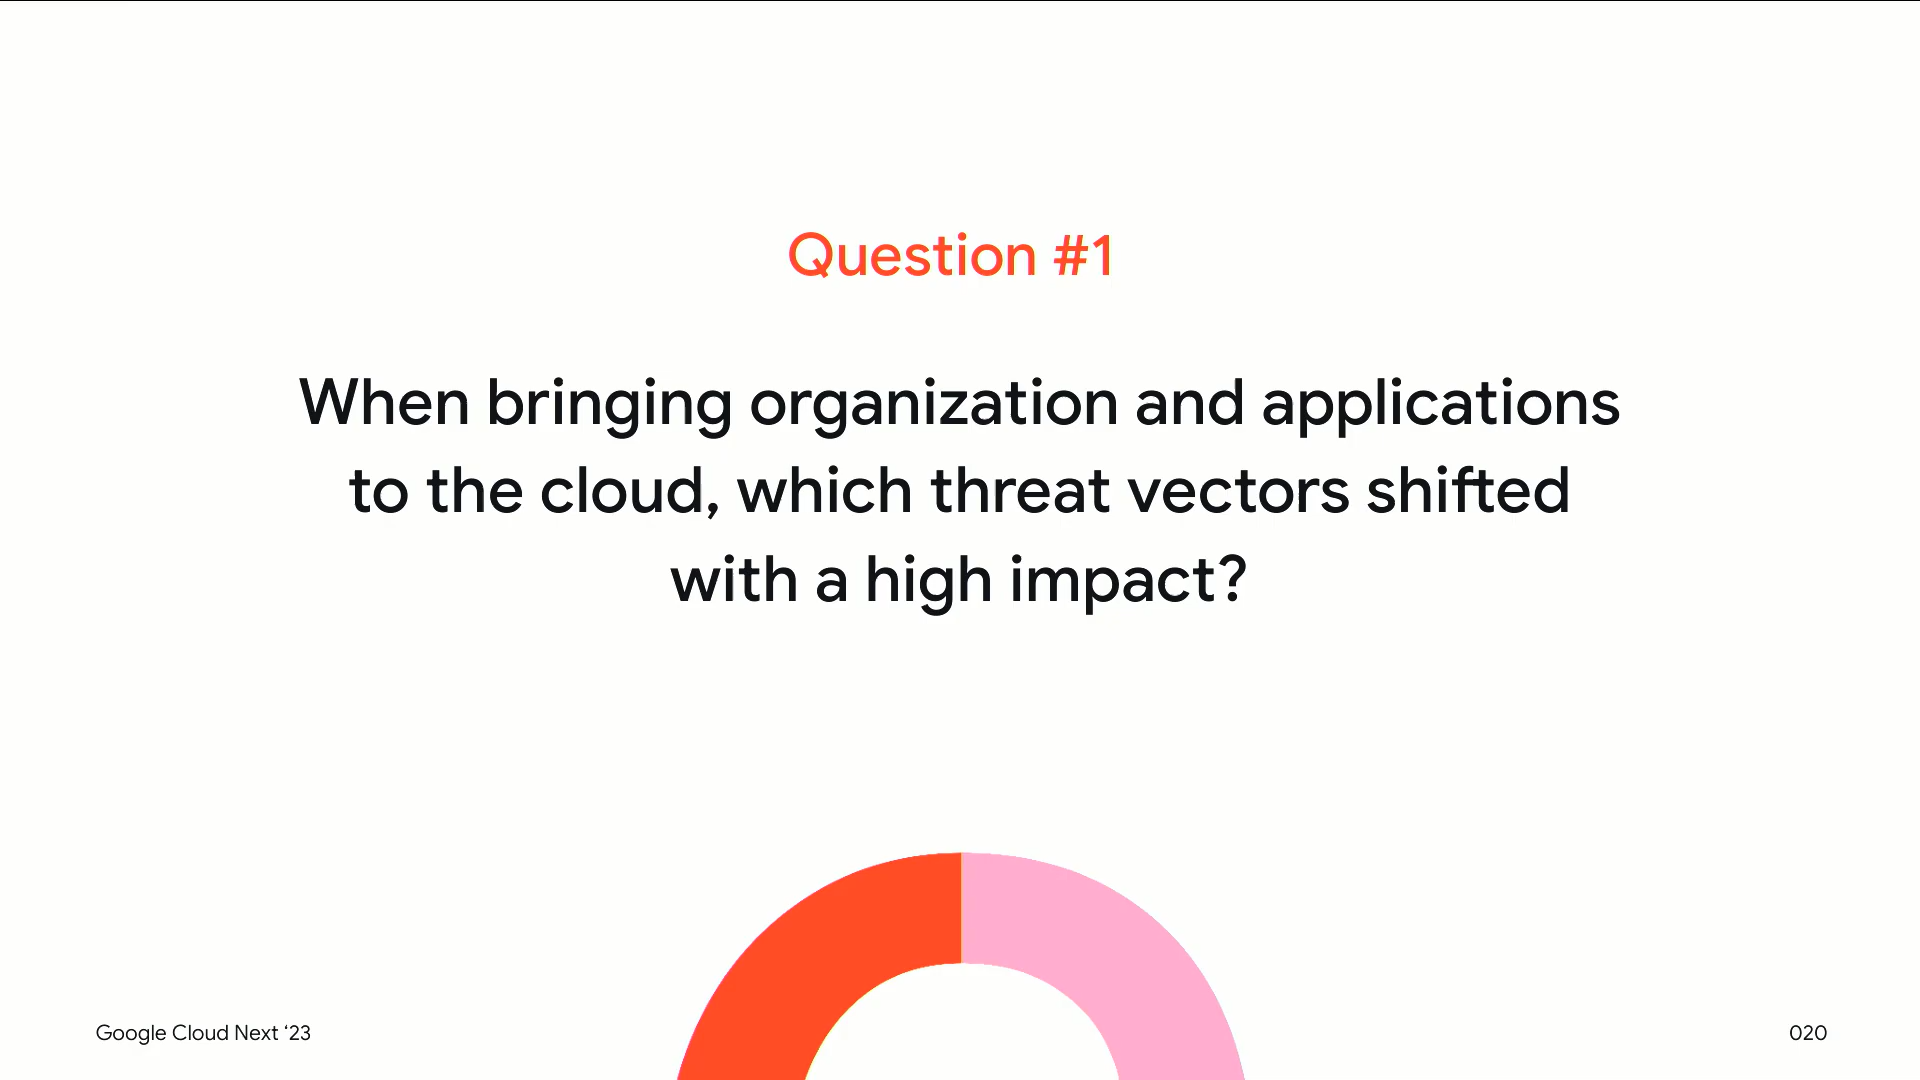 Question #1
When bringing organization and applications
to the cloud, which threat vectors shifted
with a high impact?
Google Cloud Next ‘23
020